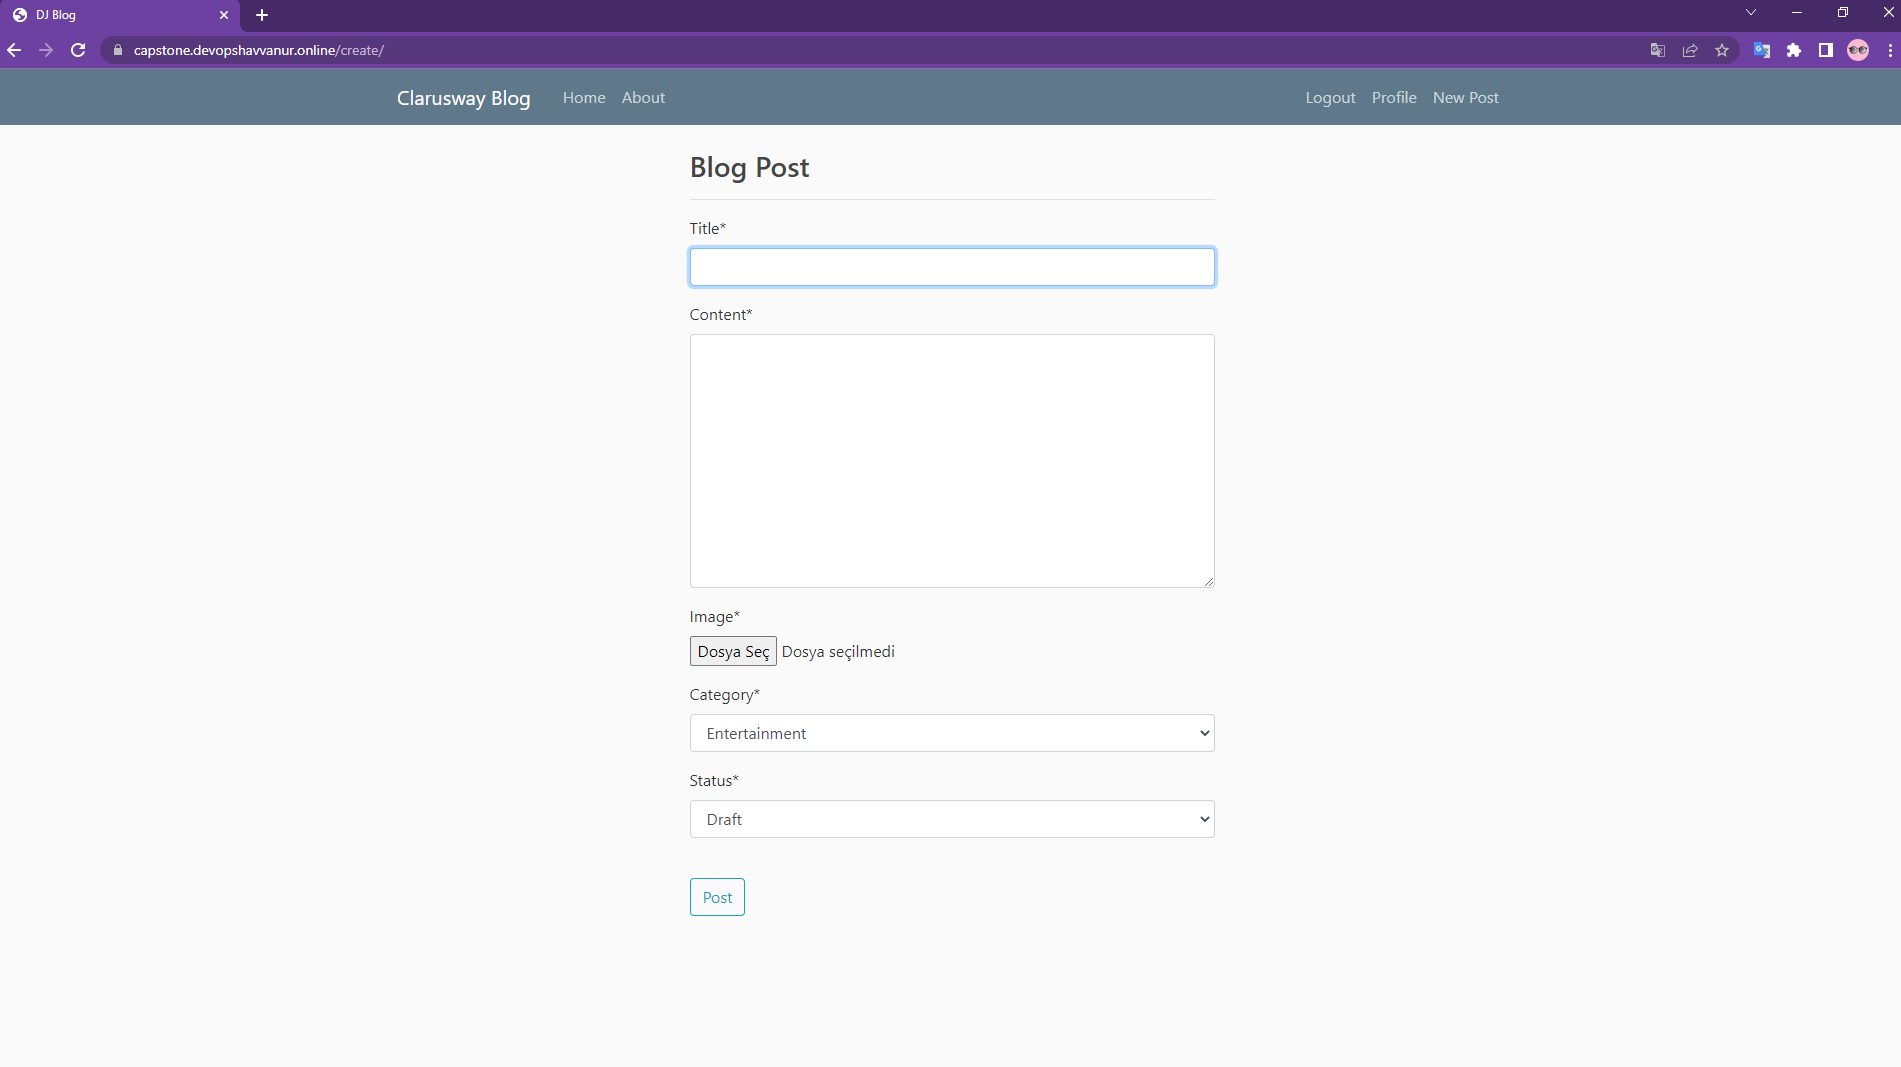 DJ Blog
capstone.devopshavvanur.online/create/
Clarusway Blog Home About Logout Profile New Post
Blog Post
Title*
Content*
Image*
Dosya Seç Dosya seçilmedi
Category*
Entertainment
Status*
Draft
Post